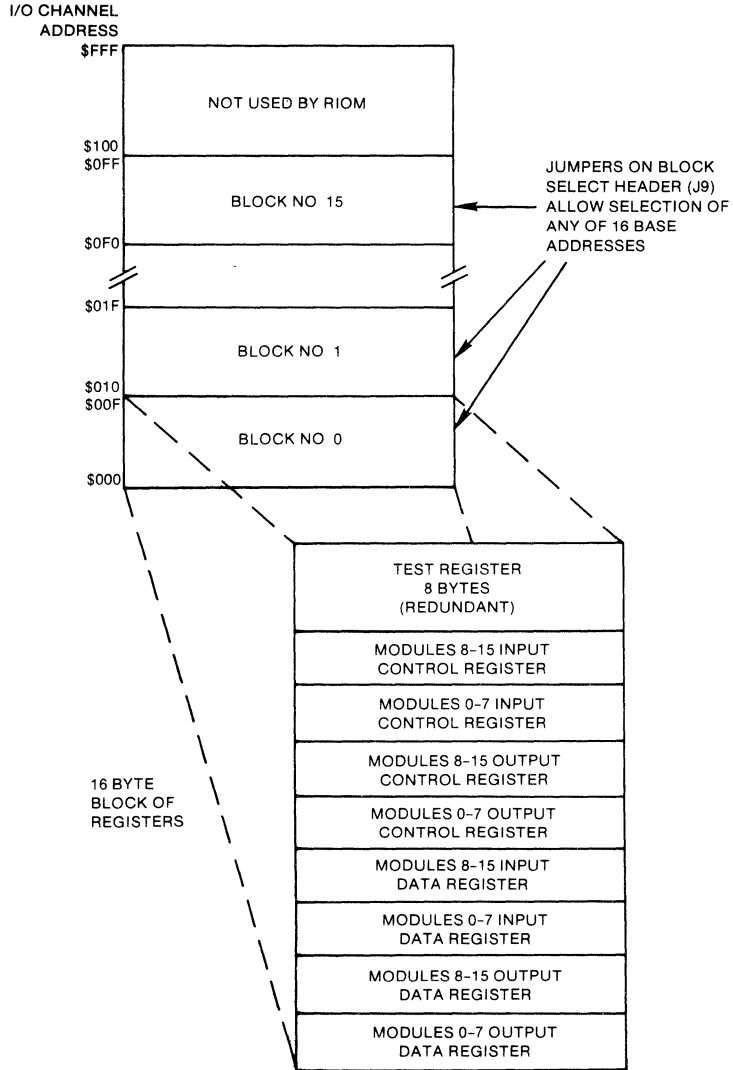 I/O CHANNEL
ADDRESS
$FFF
NOT USED BY RIOM
$100
$0FF
BLOCK NO 15
$0F0
JUMPERS ON BLOCK
SELECT HEADER (J9)
ALLOW SELECTION OF
ANY OF 16 BASE
ADDRESSES
$01F
BLOCK NO 1
$010
$00F
BLOCK NO 0
$000
TEST REGISTER
8 BYTES
(REDUNDANT)
MODULES 8-15 INPUT
CONTROL REGISTER
MODULES 0-7 INPUT
CONTROL REGISTER
MODULES 8-15 OUTPUT
CONTROL REGISTER
MODULES 0-7 OUTPUT
CONTROL REGISTER
MODULES 8-15 INPUT
DATA REGISTER
MODULES 0-7 INPUT
DATA REGISTER
MODULES 8-15 OUTPUT
DATA REGISTER
MODULES 0-7 OUTPUT
DATA REGISTER
16 BYTE
BLOCK OF
REGISTERS